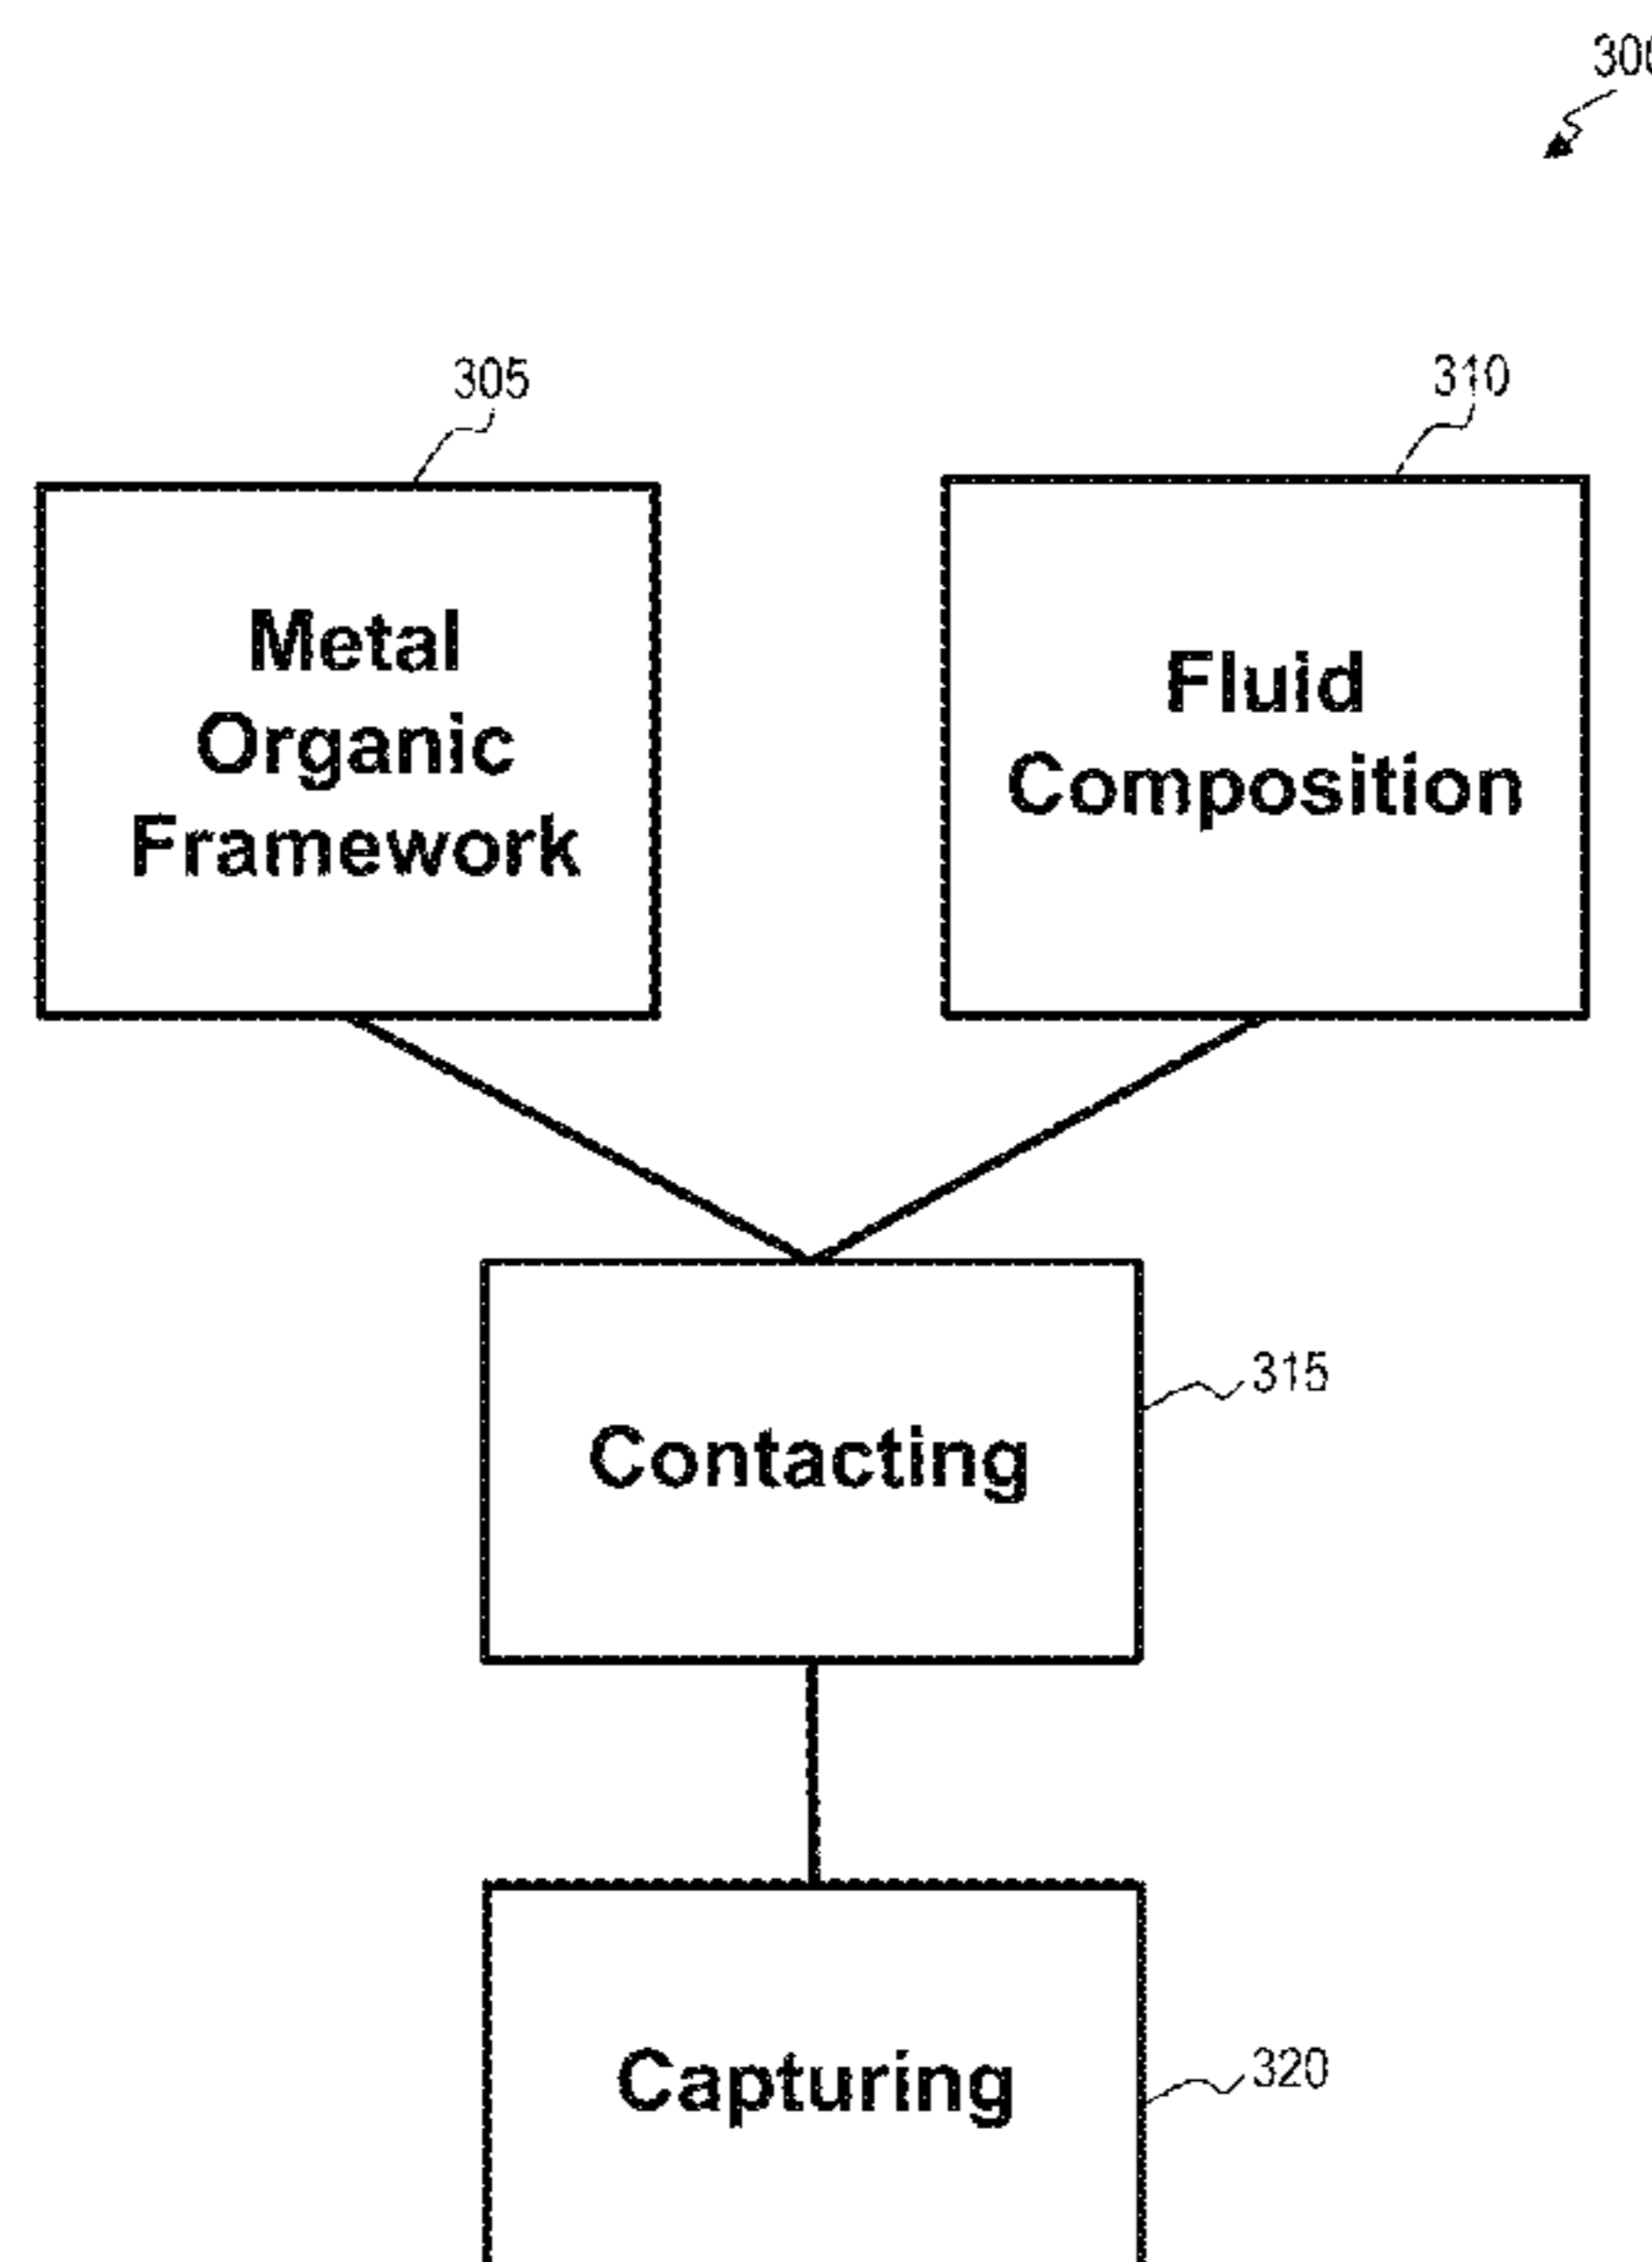 305
310
Metal
Organic
Framework
Fluid
Composition
315
Contacting
Capturing
320